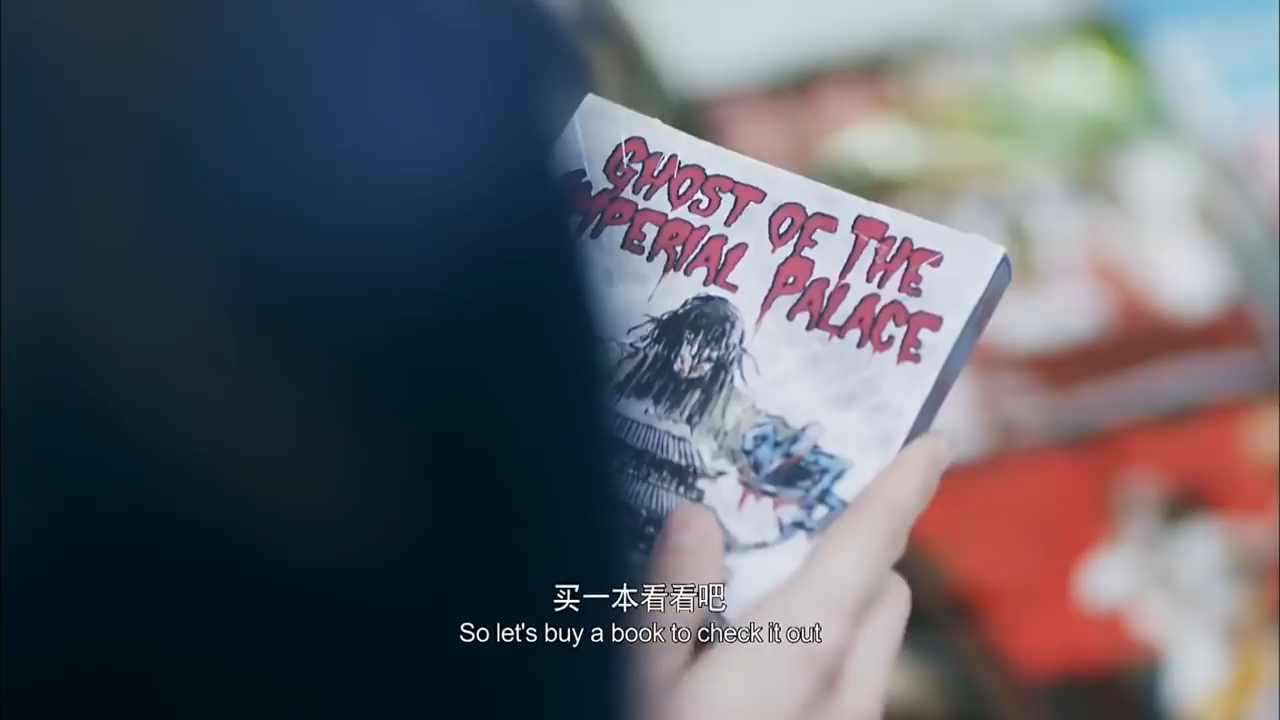 GHOST OF THE
IMPERIAL PALACE
买一本看看吧
So let's buy a book to check it out